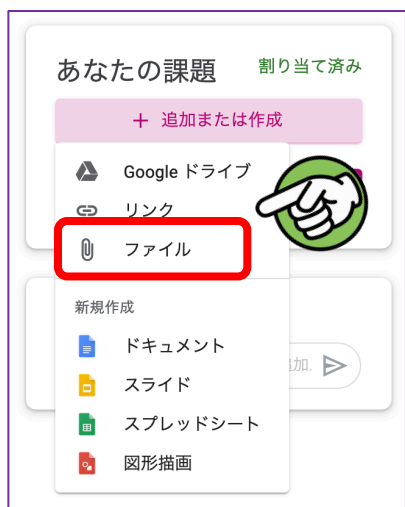 あなたの課題 割り当て済み
+ 追加または作成
Google ドライブ
リンク
ファイル
新規作成
ドキュメント
スライド
スプレッドシート
図形描画
追加.